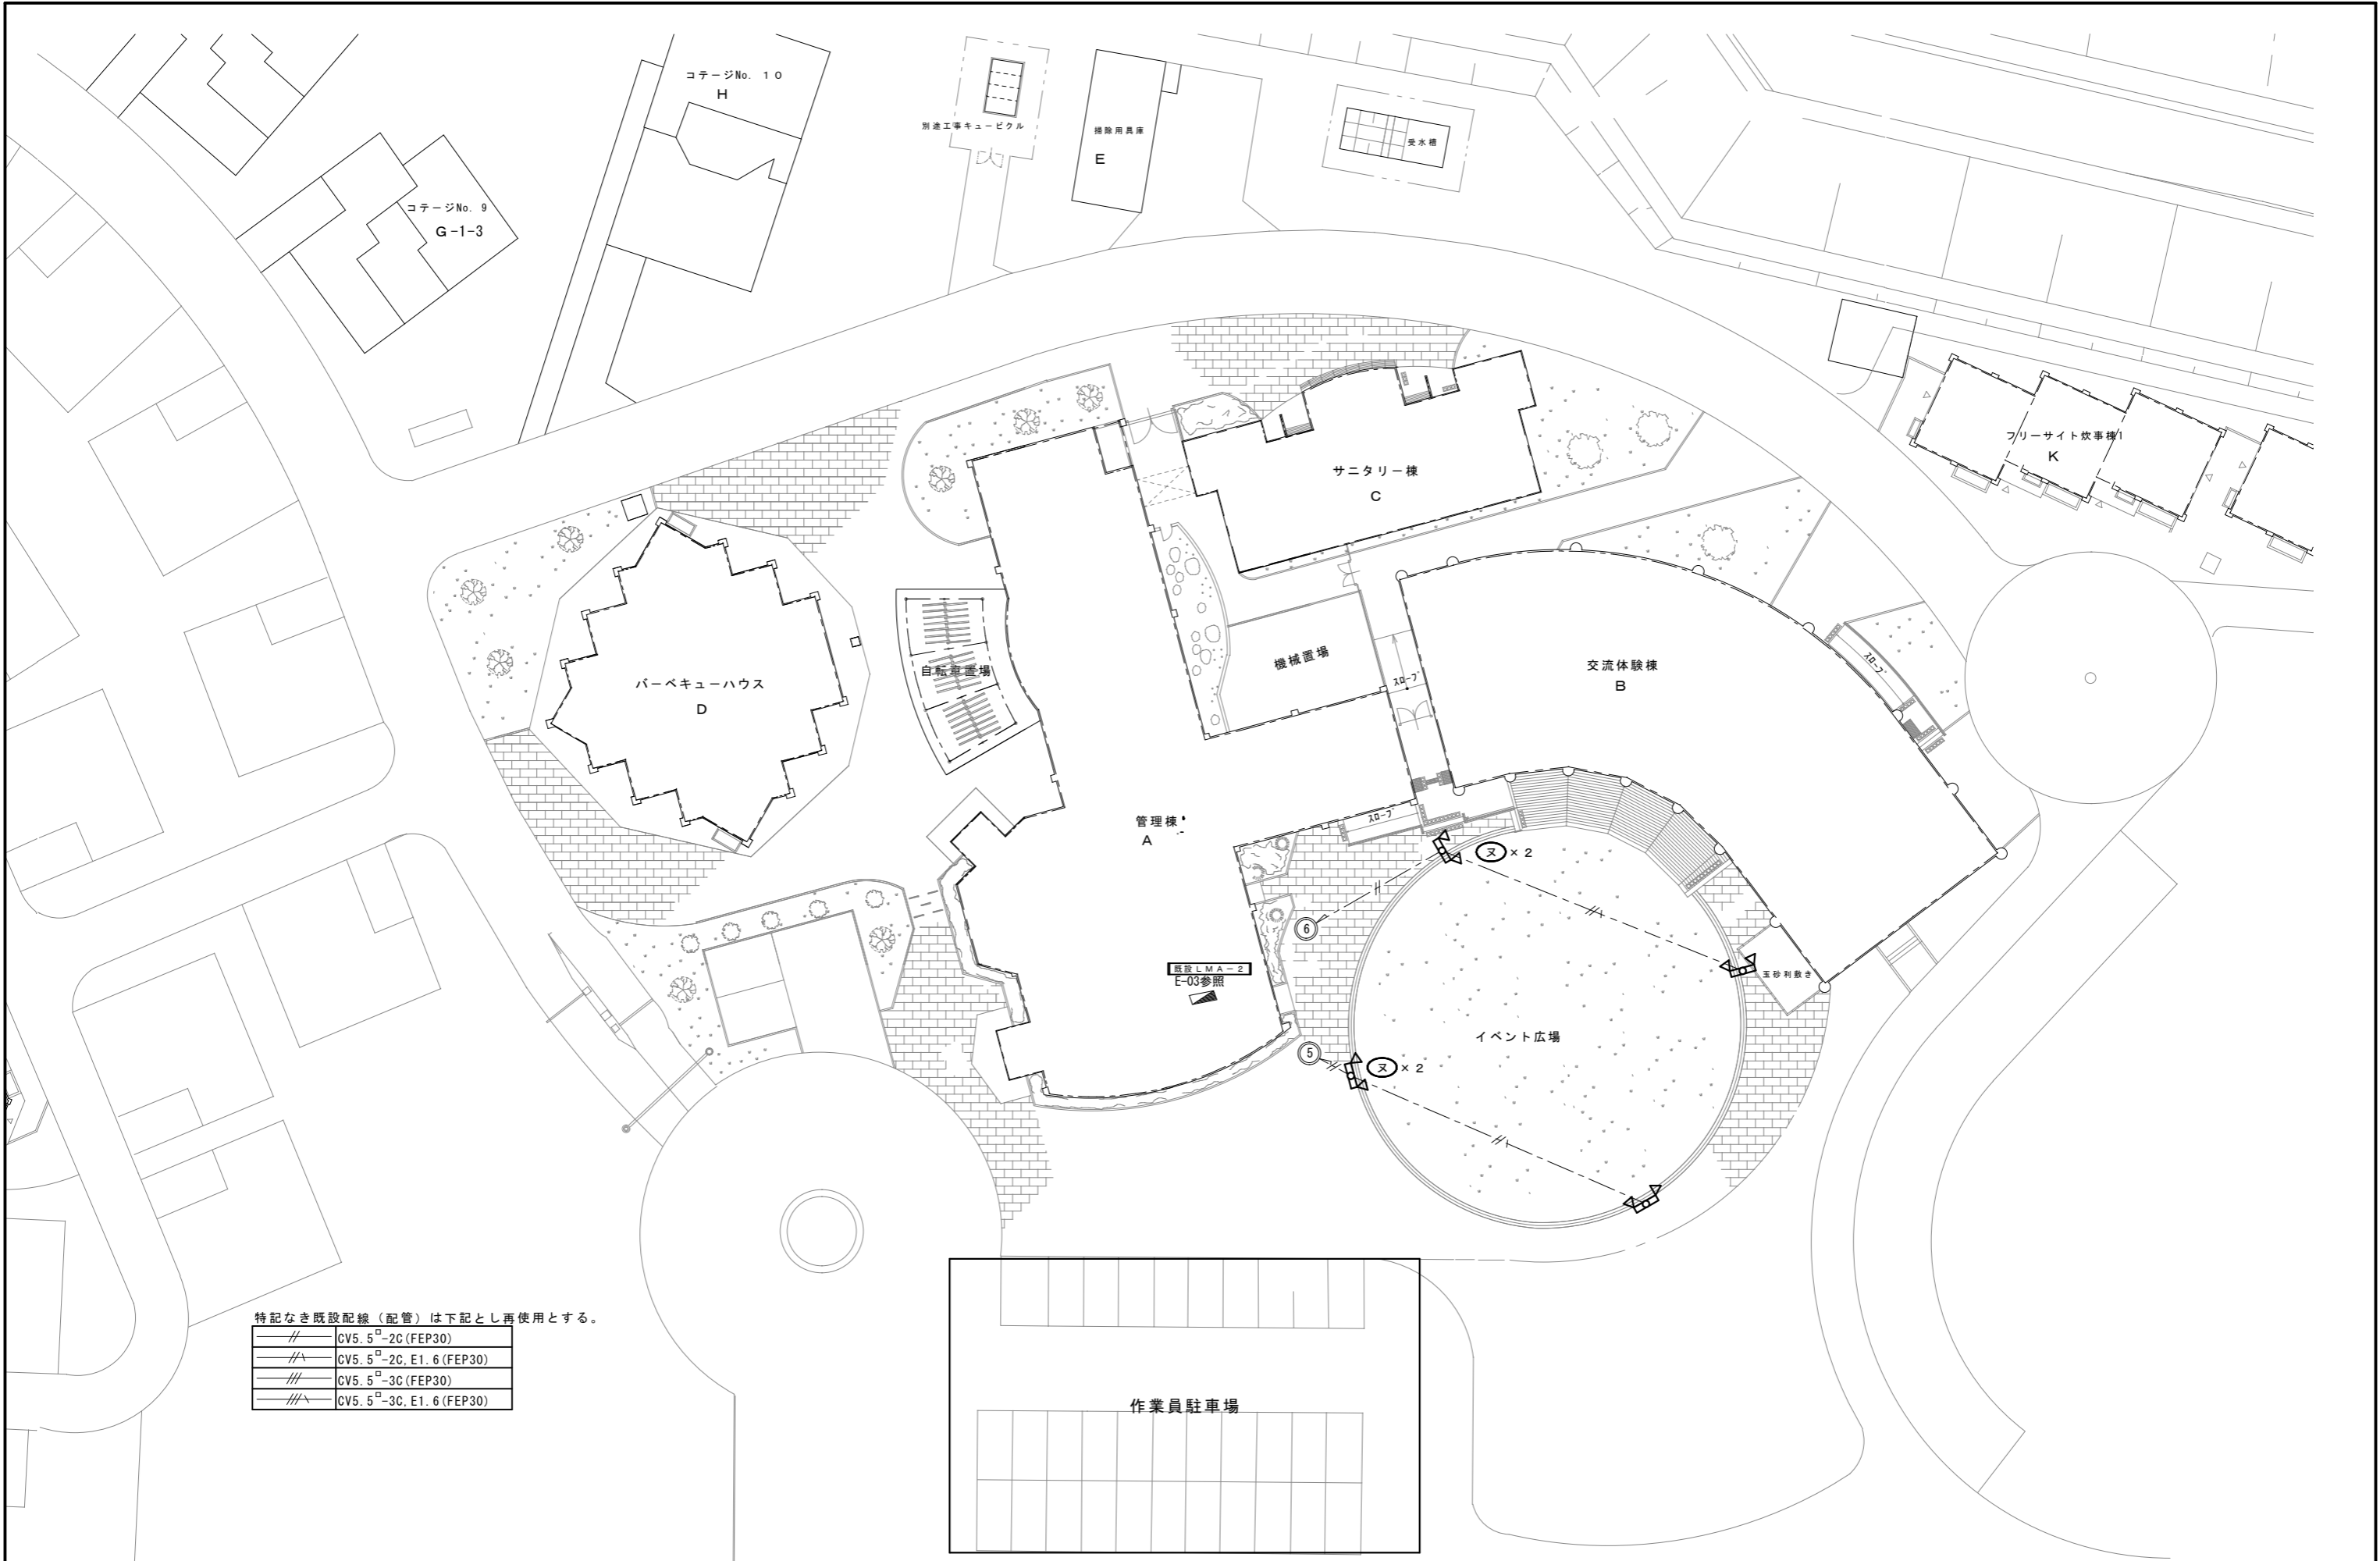 コテージNo. 10
H
別途工事キュービクル
掃除用具庫
E
受水槽
コテージNo. 9
G-1-3
フリーサイト炊事棟1
K
サニタリー棟
C
機械置場
スロープ
交流体験棟
B
スロープ
自転車置場
バーベキューハウス
D
管理棟
A
スロープ
ヌ × 2
6
既設LMA-2
E-03参照
玉砂利敷き
イベント広場
5
ヌ × 2
特記なき既設配線(配管)は下記とし再使用とする。
CV5.5□-2C(FEP30)
CV5.5□-2C,E1.6(FEP30)
CV5.5□-3C(FEP30)
CV5.5□-3C,E1.6(FEP30)
作業員駐車場